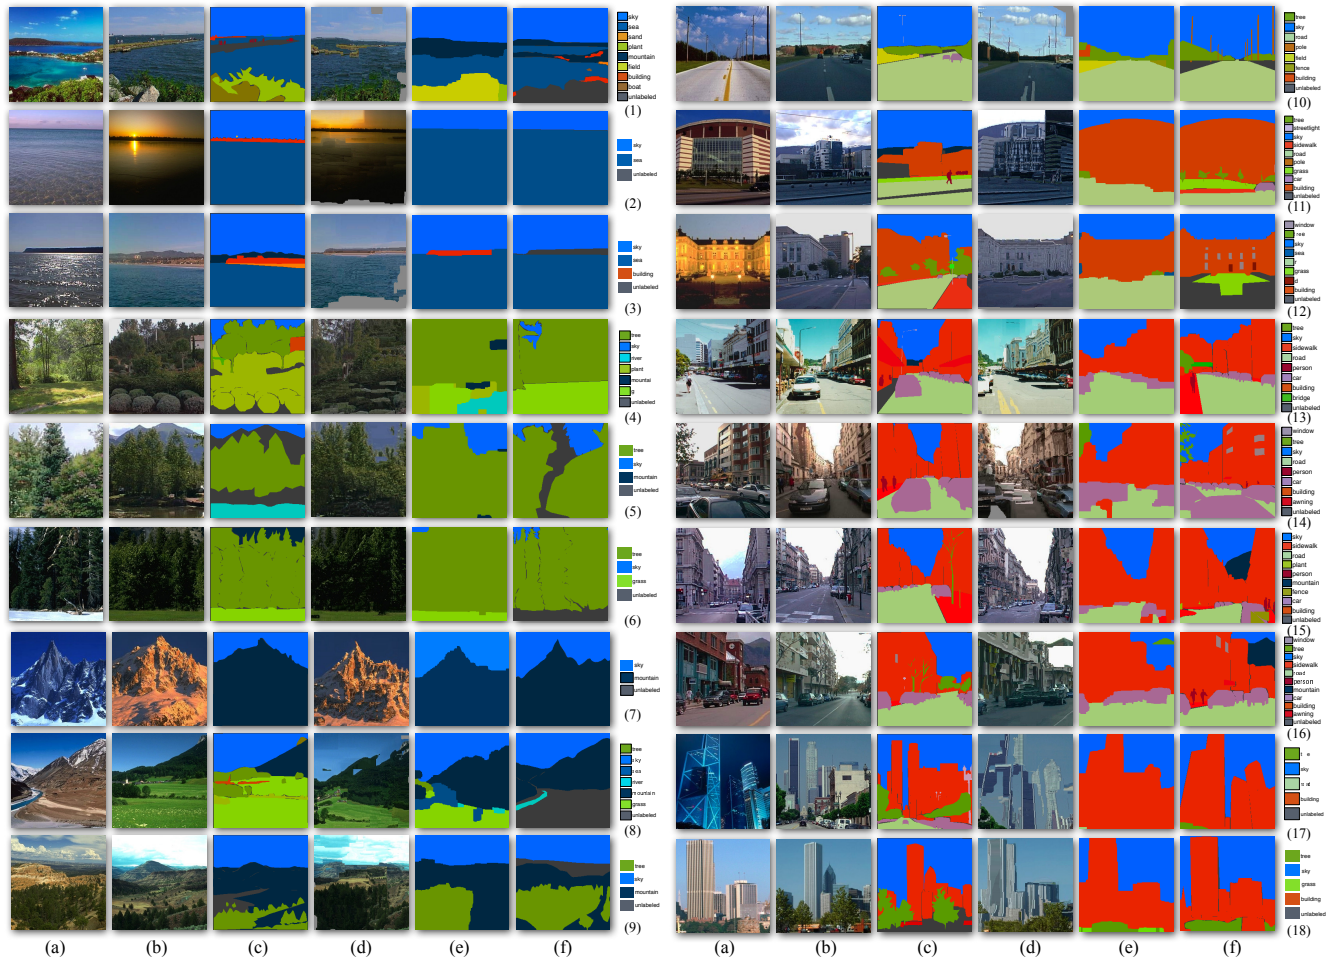 sky
sea
sand
plant
mountain
field
building
boat
unlabeled
(1)
sky
sea
unlabeled
(2)
sky
sea
building
unlabeled
(3)
tree
sky
river
plant
mountai
g
unlabeled
(4)
tree
sky
mountain
unlabeled
(5)
tree
sky
grass
unlabeled
(6)
sky
mountain
unlabeled
(7)
tree
sky
sea
river
mountain
grass
unlabeled
(8)
tree
sky
mountain
unlabeled
(9)
(a) (b) (c) (d) (e) (f)
tree
sky
road
pole
field
fence
building
unlabeled
(10)
tree
streetlight
sky
sidewalk
road
pole
grass
car
building
unlabeled
(11)
window
ree
sky
sea
r
grass
d
building
unlabeled
(12)
tree
sky
sidewalk
road
person
car
building
bridge
unlabeled
(13)
window
tree
sky
road
person
car
building
awning
unlabeled
(14)
sky
sidewalk
road
plant
person
mountain
fence
car
building
unlabeled
(15)
window
tree
sky
sidewalk
road
person
mountain
car
building
awning
unlabeled
(16)
t e
sky
building
unlabeled
(17)
tree
sky
grass
building
unlabeled
(18)
(a) (b) (c) (d) (e) (f)